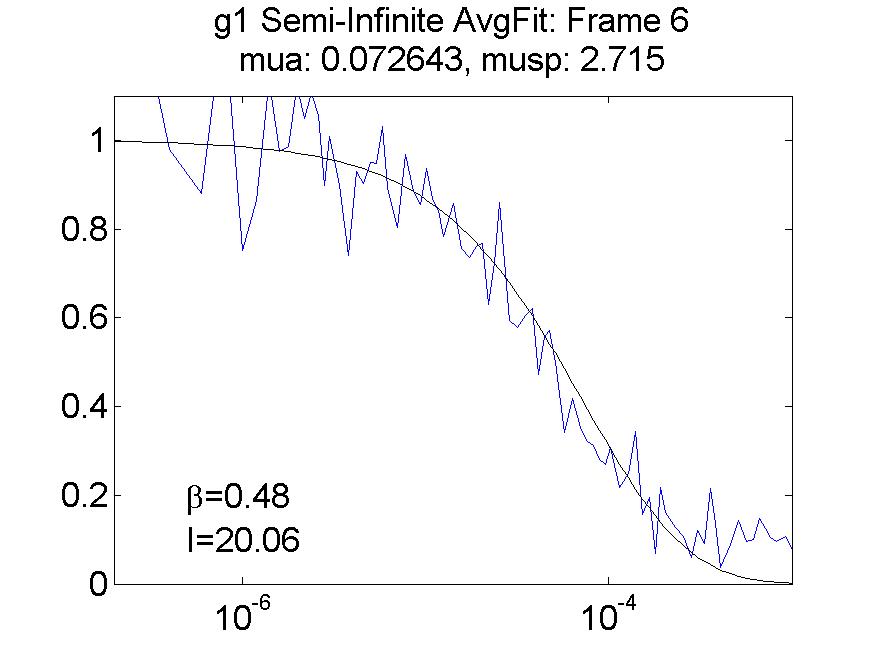 g1 Semi-Infinite AvgFit: Frame 6
mua: 0.072643, musp: 2.715
1
0.8
0.6
0.4
0.2
0
β=0.48
I=20.06
10^-6
10^-4